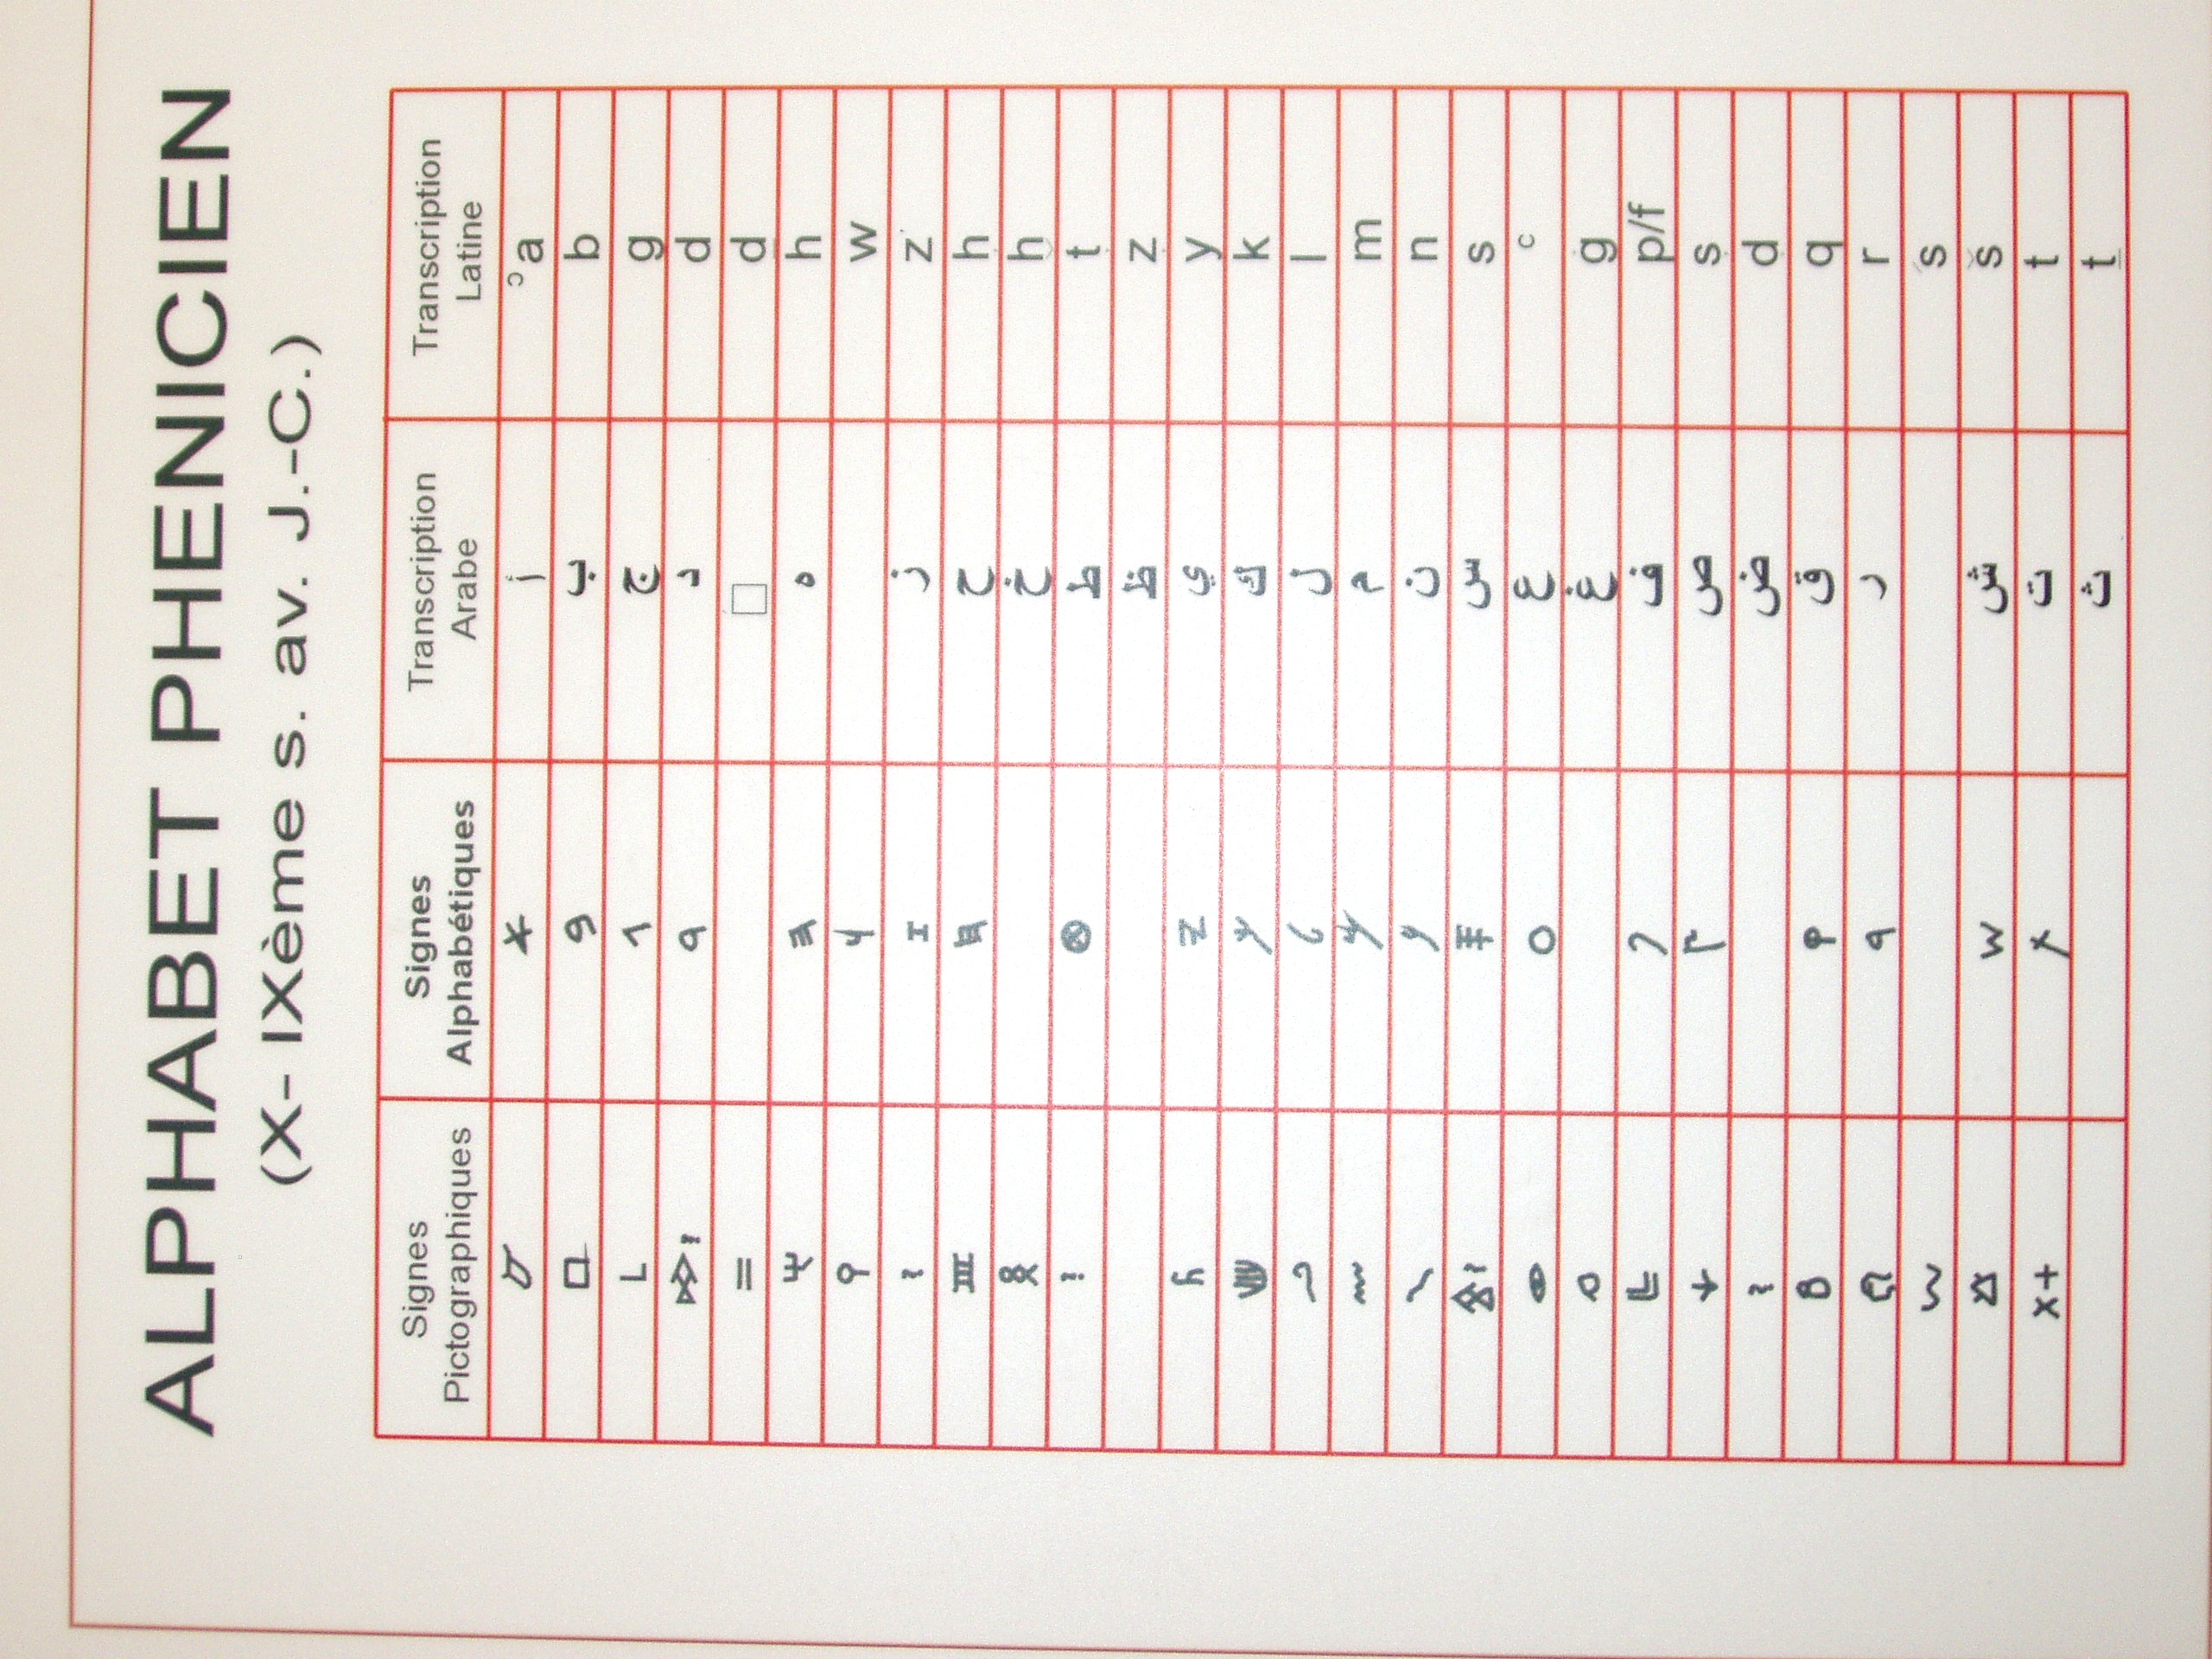 ALPHABET PHENICIEN
(X- IXème s. av. J.-C.)
Signes Pictographiques Signes Alphabétiques Transcription Arabe Transcription Latine
𐤀 أ ʾa
𐤁 ب b
𐤂 ج g
𐤃 د d
ḏ
𐤄 ه h
𐤅 w
𐤆 ز z
𐤇 ح h
خ h
𐤈 ط t
ظ z
𐤉 ي y
𐤊 ك k
𐤋 ل l
𐤌 م m
𐤍 ن n
𐤎 س s
𐤏 ع c
غ g
𐤐 ف p/f
𐤑 ص s
ض d
𐤒 ق q
𐤓 ر r
ś
𐤔 ش š
𐤕 ت t
ث ṯ